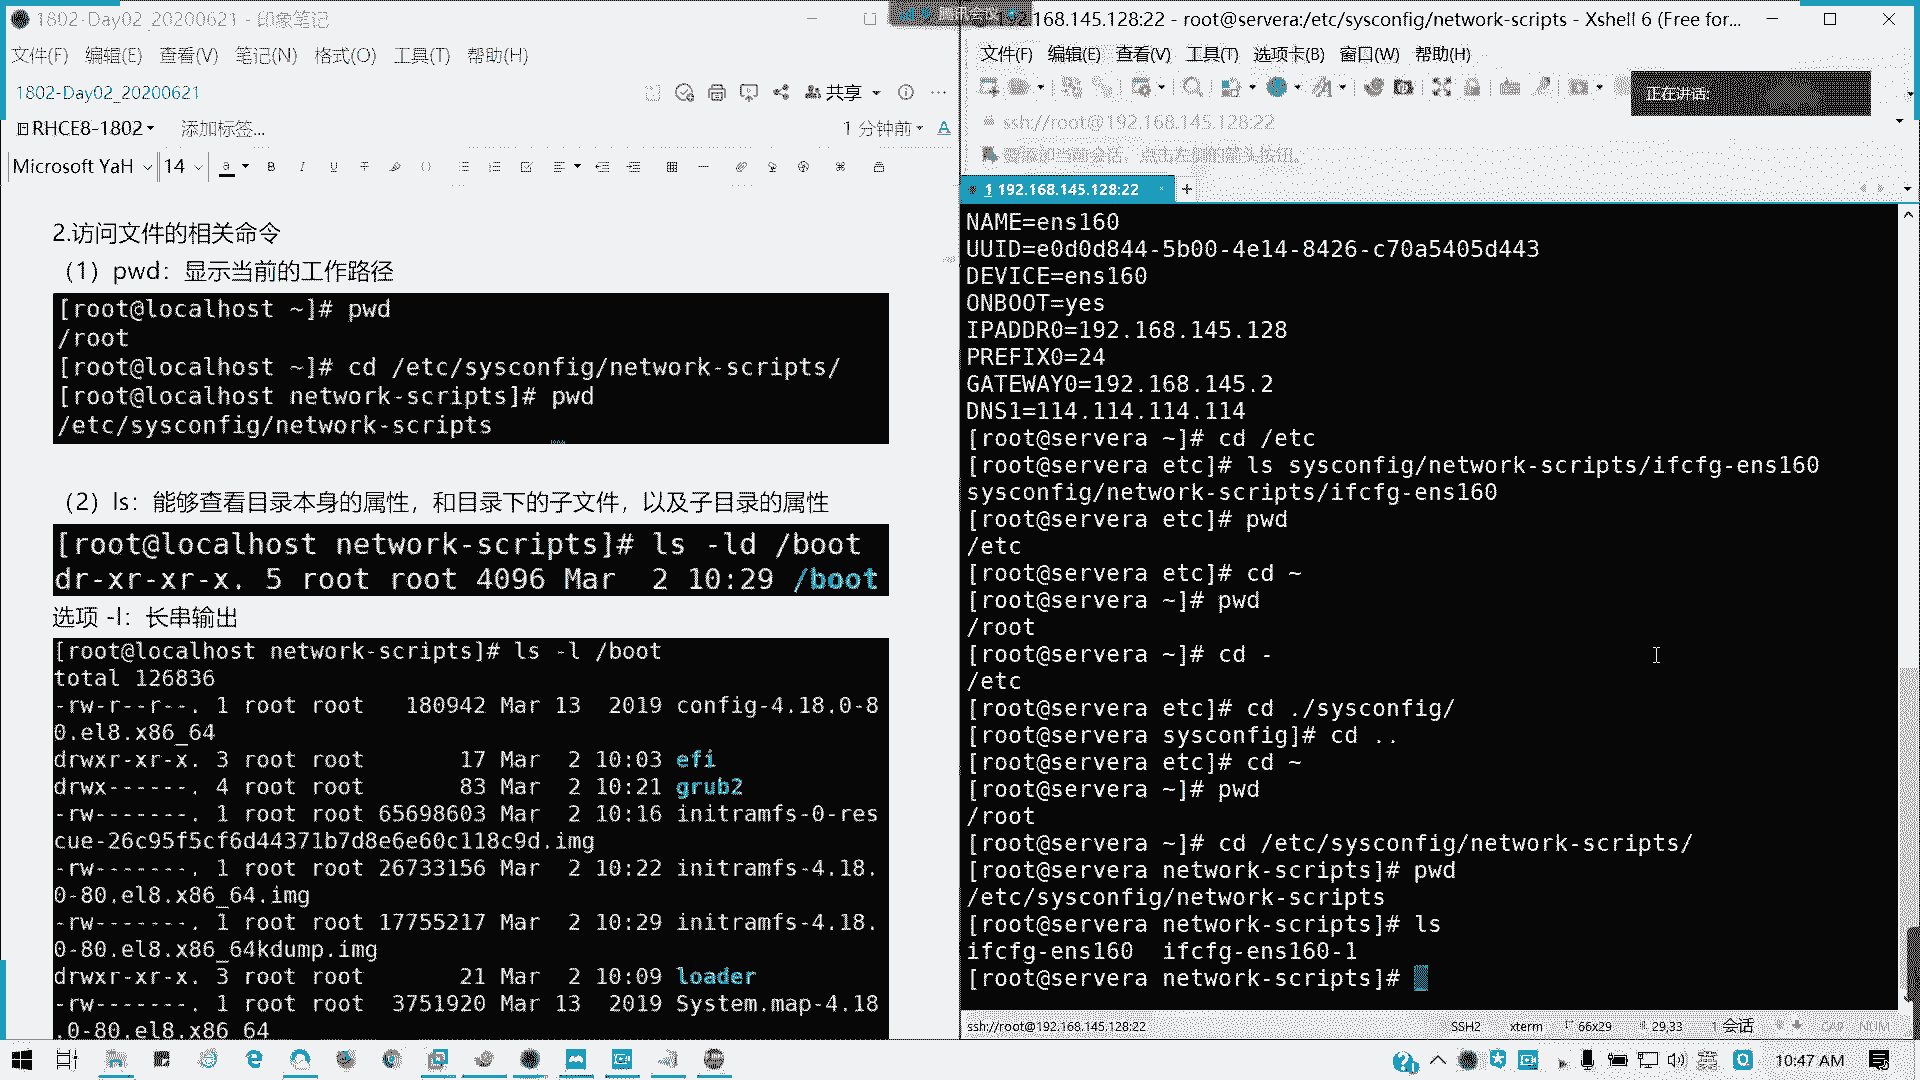 1802-Day02_20200621 - 印象笔记
文件(F) 编辑(E) 查看(V) 笔记(N) 格式(O) 工具(T) 帮助(H)
1802-Day02_20200621
共享
RHCE8-1802 添加标签...
1 分钟前
Microsoft YaH 14
2.访问文件的相关命令
（1）pwd：显示当前的工作路径
[root@localhost ~]# pwd
/root
[root@localhost ~]# cd /etc/sysconfig/network-scripts/
[root@localhost network-scripts]# pwd
/etc/sysconfig/network-scripts
（2）ls：能够查看目录本身的属性，和目录下的子文件，以及子目录的属性
[root@localhost network-scripts]# ls -ld /boot
dr-xr-xr-x. 5 root root 4096 Mar  2 10:29 /boot
选项 -l：长串输出
[root@localhost network-scripts]# ls -l /boot
total 126836
-rw-r--r--. 1 root root   180942 Mar 13  2019 config-4.18.0-8
0.el8.x86_64
drwxr-xr-x. 3 root root       17 Mar  2 10:03 efi
drwx------. 4 root root       83 Mar  2 10:21 grub2
-rw-------. 1 root root 65698603 Mar  2 10:16 initramfs-0-res
cue-26c95f5cf6d44371b7d8e6e60c118c9d.img
-rw-------. 1 root root 26733156 Mar  2 10:22 initramfs-4.18.
0-80.el8.x86_64.img
-rw-------. 1 root root 17755217 Mar  2 10:29 initramfs-4.18.
0-80.el8.x86_64kdump.img
drwxr-xr-x. 3 root root       21 Mar  2 10:09 loader
-rw-------. 1 root root  3751920 Mar 13  2019 System.map-4.18
.0-80.el8.x86_64
腾讯会议
168.145.128:22 - root@servera:/etc/sysconfig/network-scripts - Xshell 6 (Free for...
文件(F) 编辑(E) 查看(V) 工具(T) 选项卡(B) 窗口(W) 帮助(H)
正在讲话:
ssh://root@192.168.145.128:22
1 192.168.145.128:22
NAME=ens160
UUID=e0d0d844-5b00-4e14-8426-c70a5405d443
DEVICE=ens160
ONBOOT=yes
IPADDR0=192.168.145.128
PREFIX0=24
GATEWAY0=192.168.145.2
DNS1=114.114.114.114
[root@servera ~]# cd /etc
[root@servera etc]# ls sysconfig/network-scripts/ifcfg-ens160
sysconfig/network-scripts/ifcfg-ens160
[root@servera etc]# pwd
/etc
[root@servera etc]# cd ~
[root@servera ~]# pwd
/root
[root@servera ~]# cd -
/etc
[root@servera etc]# cd ./sysconfig/
[root@servera sysconfig]# cd ..
[root@servera etc]# cd ~
[root@servera ~]# pwd
/root
[root@servera ~]# cd /etc/sysconfig/network-scripts/
[root@servera network-scripts]# pwd
/etc/sysconfig/network-scripts
[root@servera network-scripts]# ls
ifcfg-ens160  ifcfg-ens160-1
[root@servera network-scripts]#
ssh://root@192.168.145.128:22 SSH2 xterm 66x29 29,33 1 会话 CAP NUM
10:47 AM